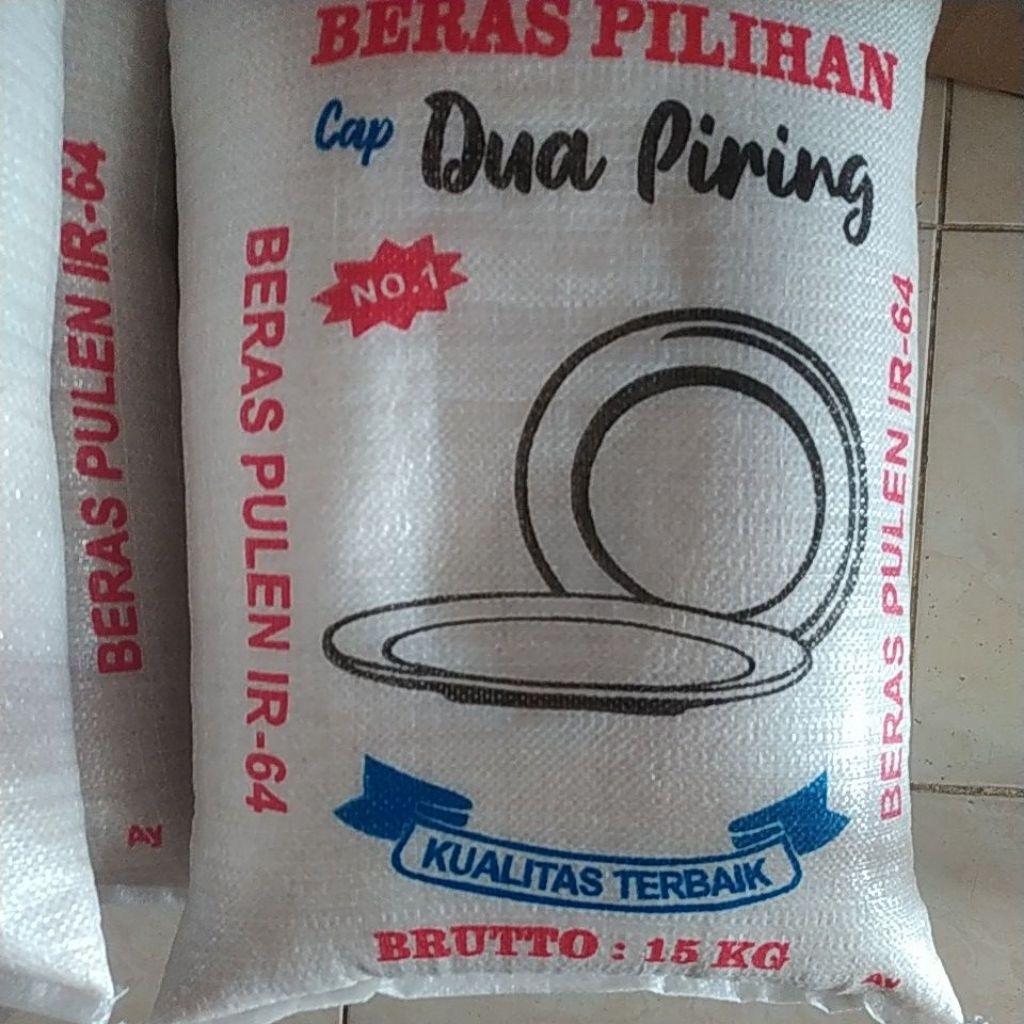 BERAS PILIHAN
Cap Dua Piring
NO.1
BERAS PULEN IR-64
BERAS PULEN IR-64
BERAS PULEN IR-64
KUALITAS TERBAIK
BRUTTO : 15 KG